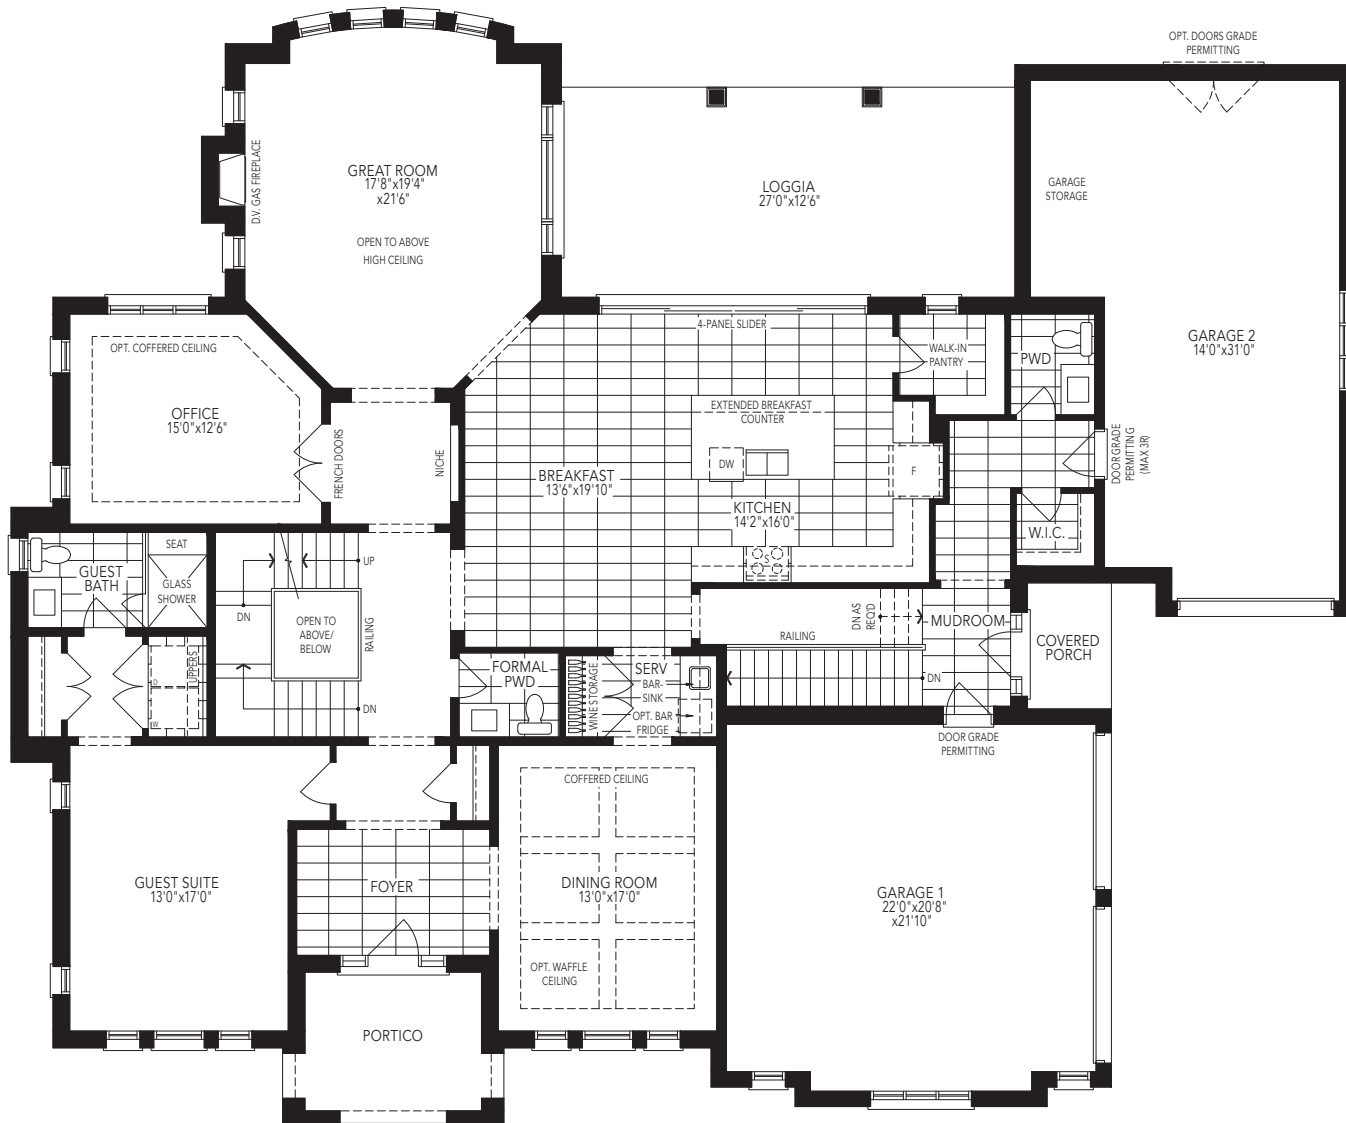 OPT. DOORS GRADE
PERMITTING
D.V. GAS FIREPLACE
GREAT ROOM
17'8"x19'4"
x21'6"
OPEN TO ABOVE
HIGH CEILING
LOGGIA
27'0"x12'6"
GARAGE
STORAGE
GARAGE 2
14'0"x31'0"
4-PANEL SLIDER
WALK-IN
PANTRY
PWD
OPT. COFFERED CEILING
OFFICE
15'0"x12'6"
FRENCH DOORS
NICHE
EXTENDED BREAKFAST
COUNTER
DW
F
BREAKFAST
13'6"x19'10"
KITCHEN
14'2"x16'0"
S
DOOR GRADE
PERMITTING
(MAX 3R)
W.I.C.
SEAT
GUEST
BATH
GLASS
SHOWER
UP
DN
OPEN TO
ABOVE/
BELOW
RAILING
DN
UPPERS
D
W
FORMAL
PWD
WINE STORAGE
SERV
BAR-
SINK
OPT. BAR
FRIDGE
RAILING
DN AS
REQ'D
MUDROOM
DN
COVERED
PORCH
DOOR GRADE
PERMITTING
COFFERED CEILING
GUEST SUITE
13'0"x17'0"
FOYER
DINING ROOM
13'0"x17'0"
OPT. WAFFLE
CEILING
GARAGE 1
22'0"x20'8"
x21'10"
PORTICO